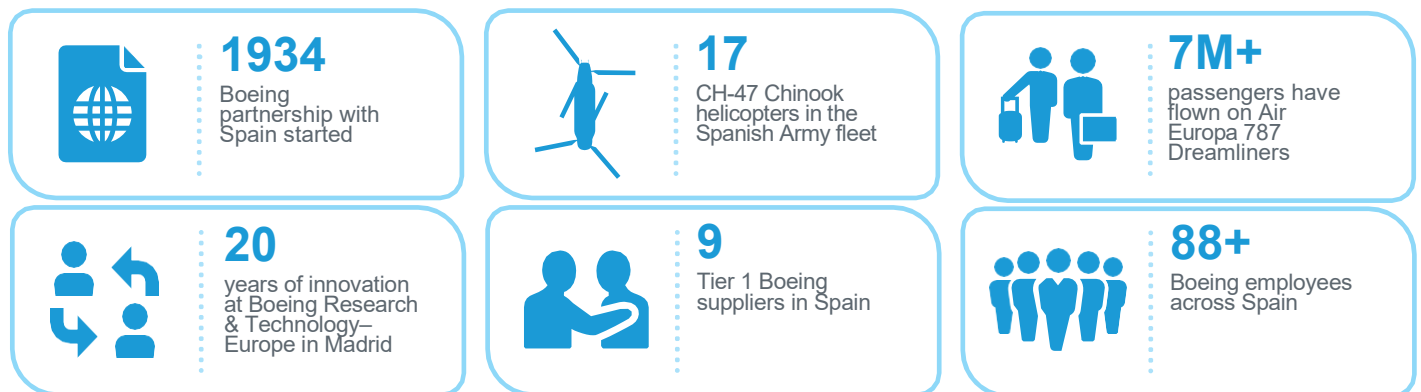 1934
Boeing
partnership with
Spain started
17
CH-47 Chinook
helicopters in the
Spanish Army fleet
7M+
passengers have
flown on Air
Europa 787
Dreamliners
20
years of innovation
at Boeing Research
& Technology–
Europe in Madrid
9
Tier 1 Boeing
suppliers in Spain
88+
Boeing employees
across Spain